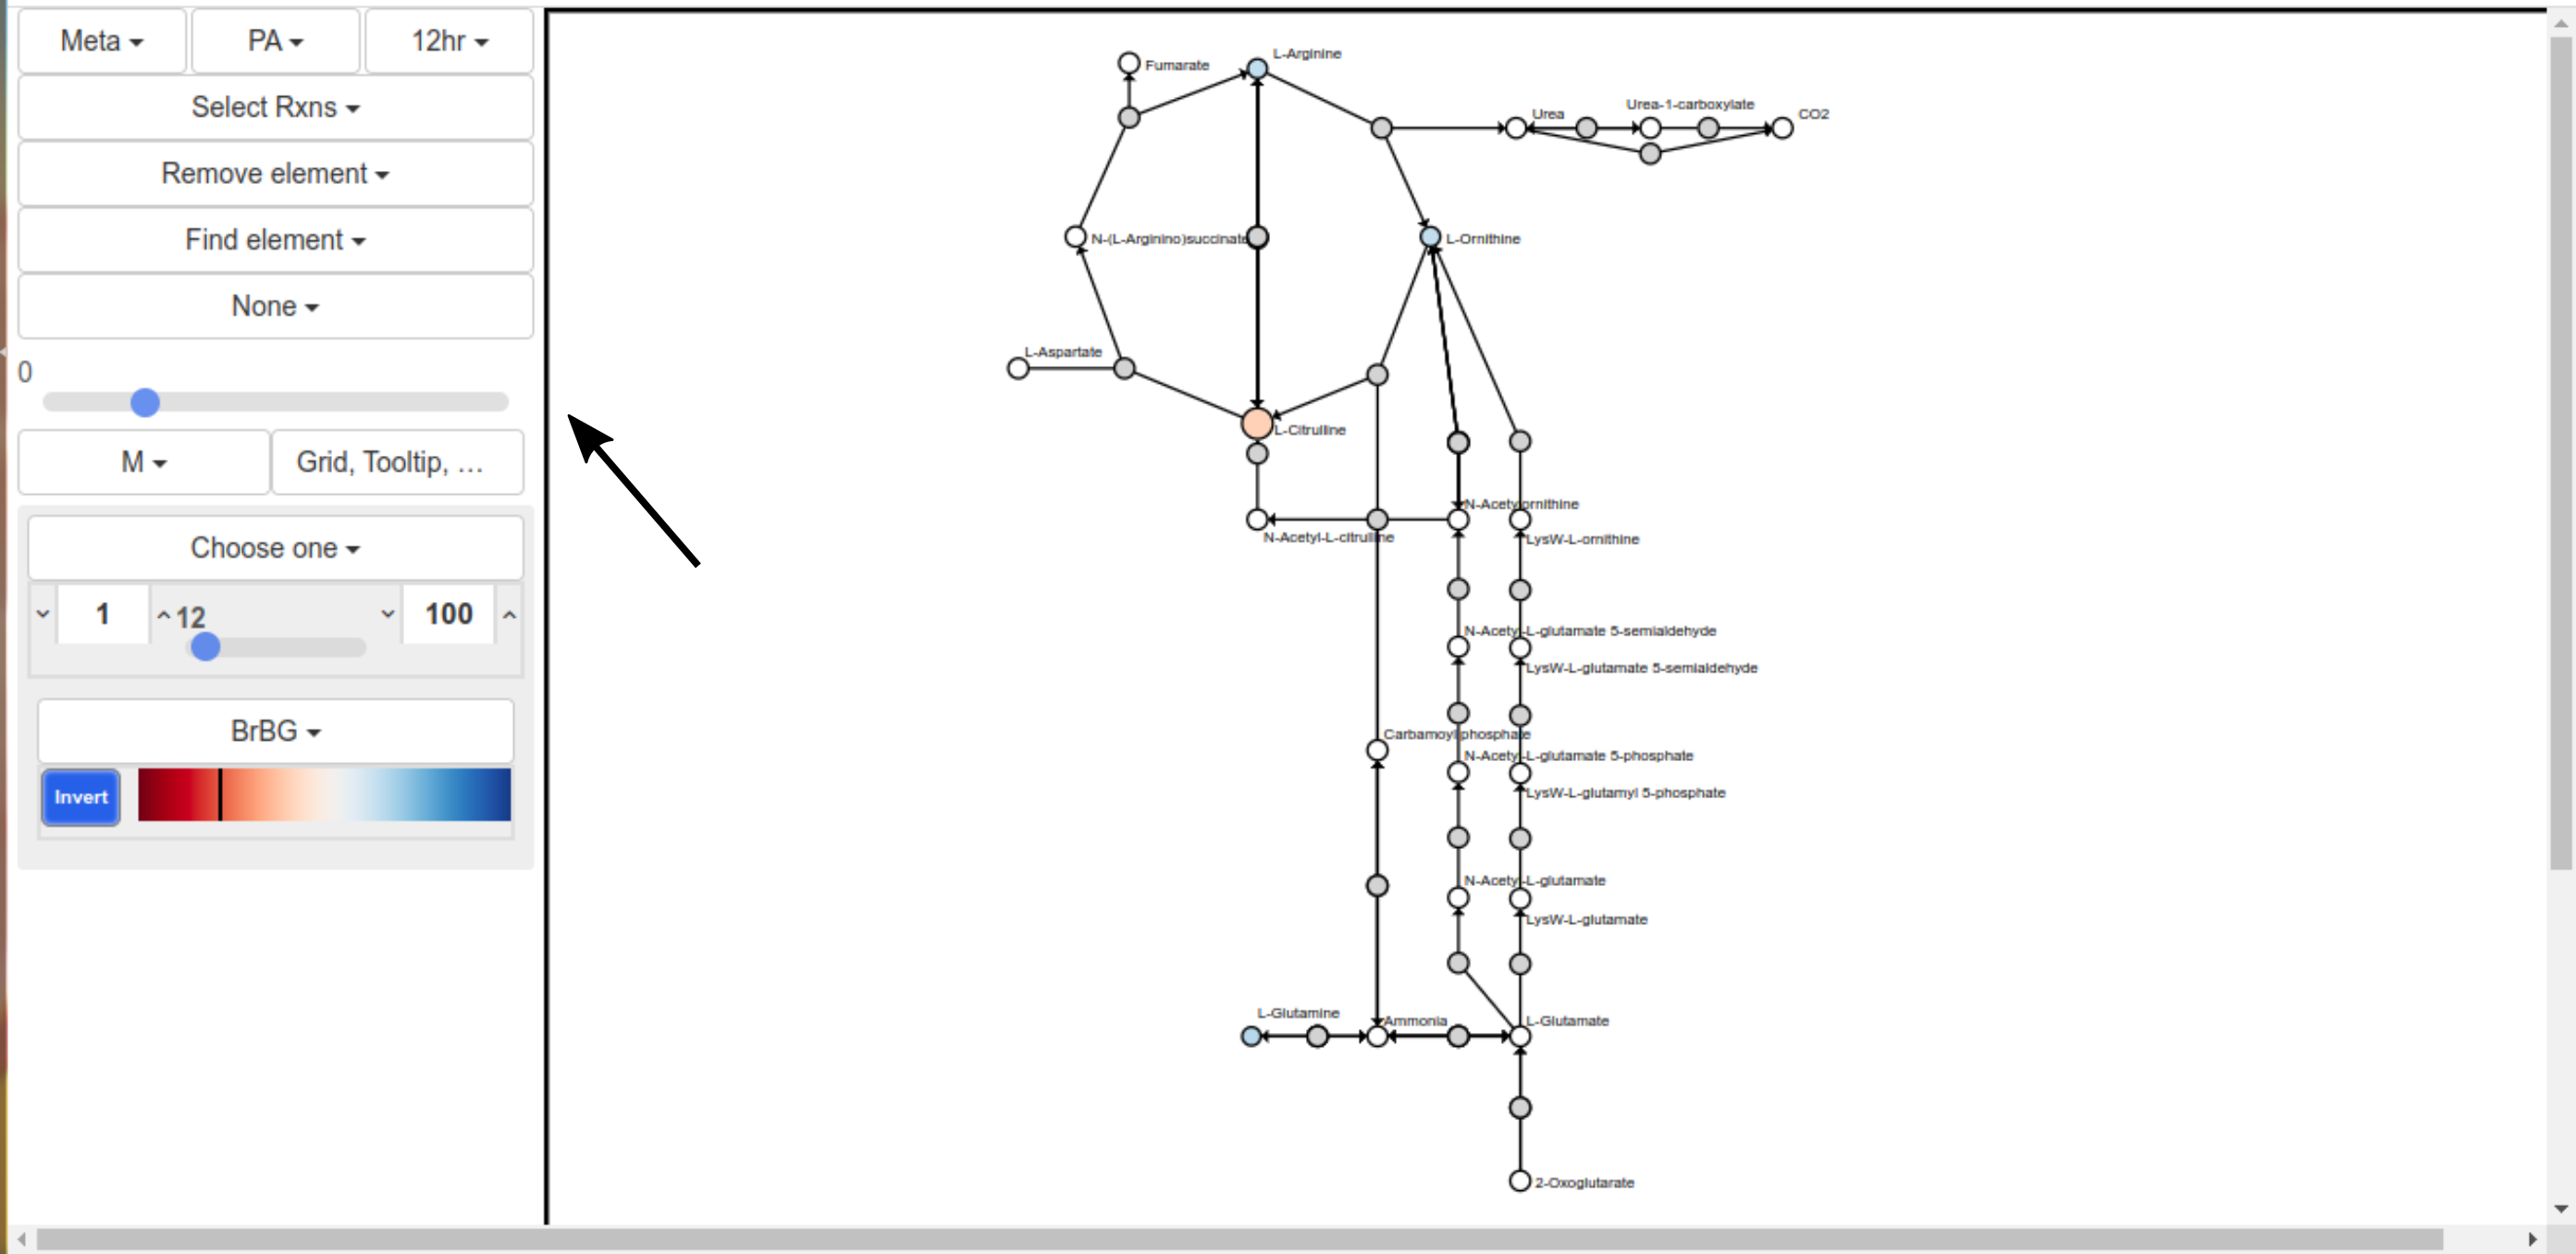 Meta PA 12hr
Select Rxns
Remove element
Find element
None
0
M Grid, Tooltip, ...
Choose one
1 12 100
BrBG
Invert
L-Arginine
Fumarate
Urea-1-carboxylate
Urea CO2
N-(L-Arginino)succinate
L-Ornithine
L-Aspartate
L-Citrulline
N-Acetylornithine
N-Acetyl-L-citrulline
LysW-L-ornithine
N-Acetyl-L-glutamate 5-semialdehyde
LysW-L-glutamate 5-semialdehyde
Carbamoyl phosphate
N-Acetyl-L-glutamate 5-phosphate
LysW-L-glutamyl 5-phosphate
N-Acetyl-L-glutamate
LysW-L-glutamate
L-Glutamine
Ammonia
L-Glutamate
2-Oxoglutarate